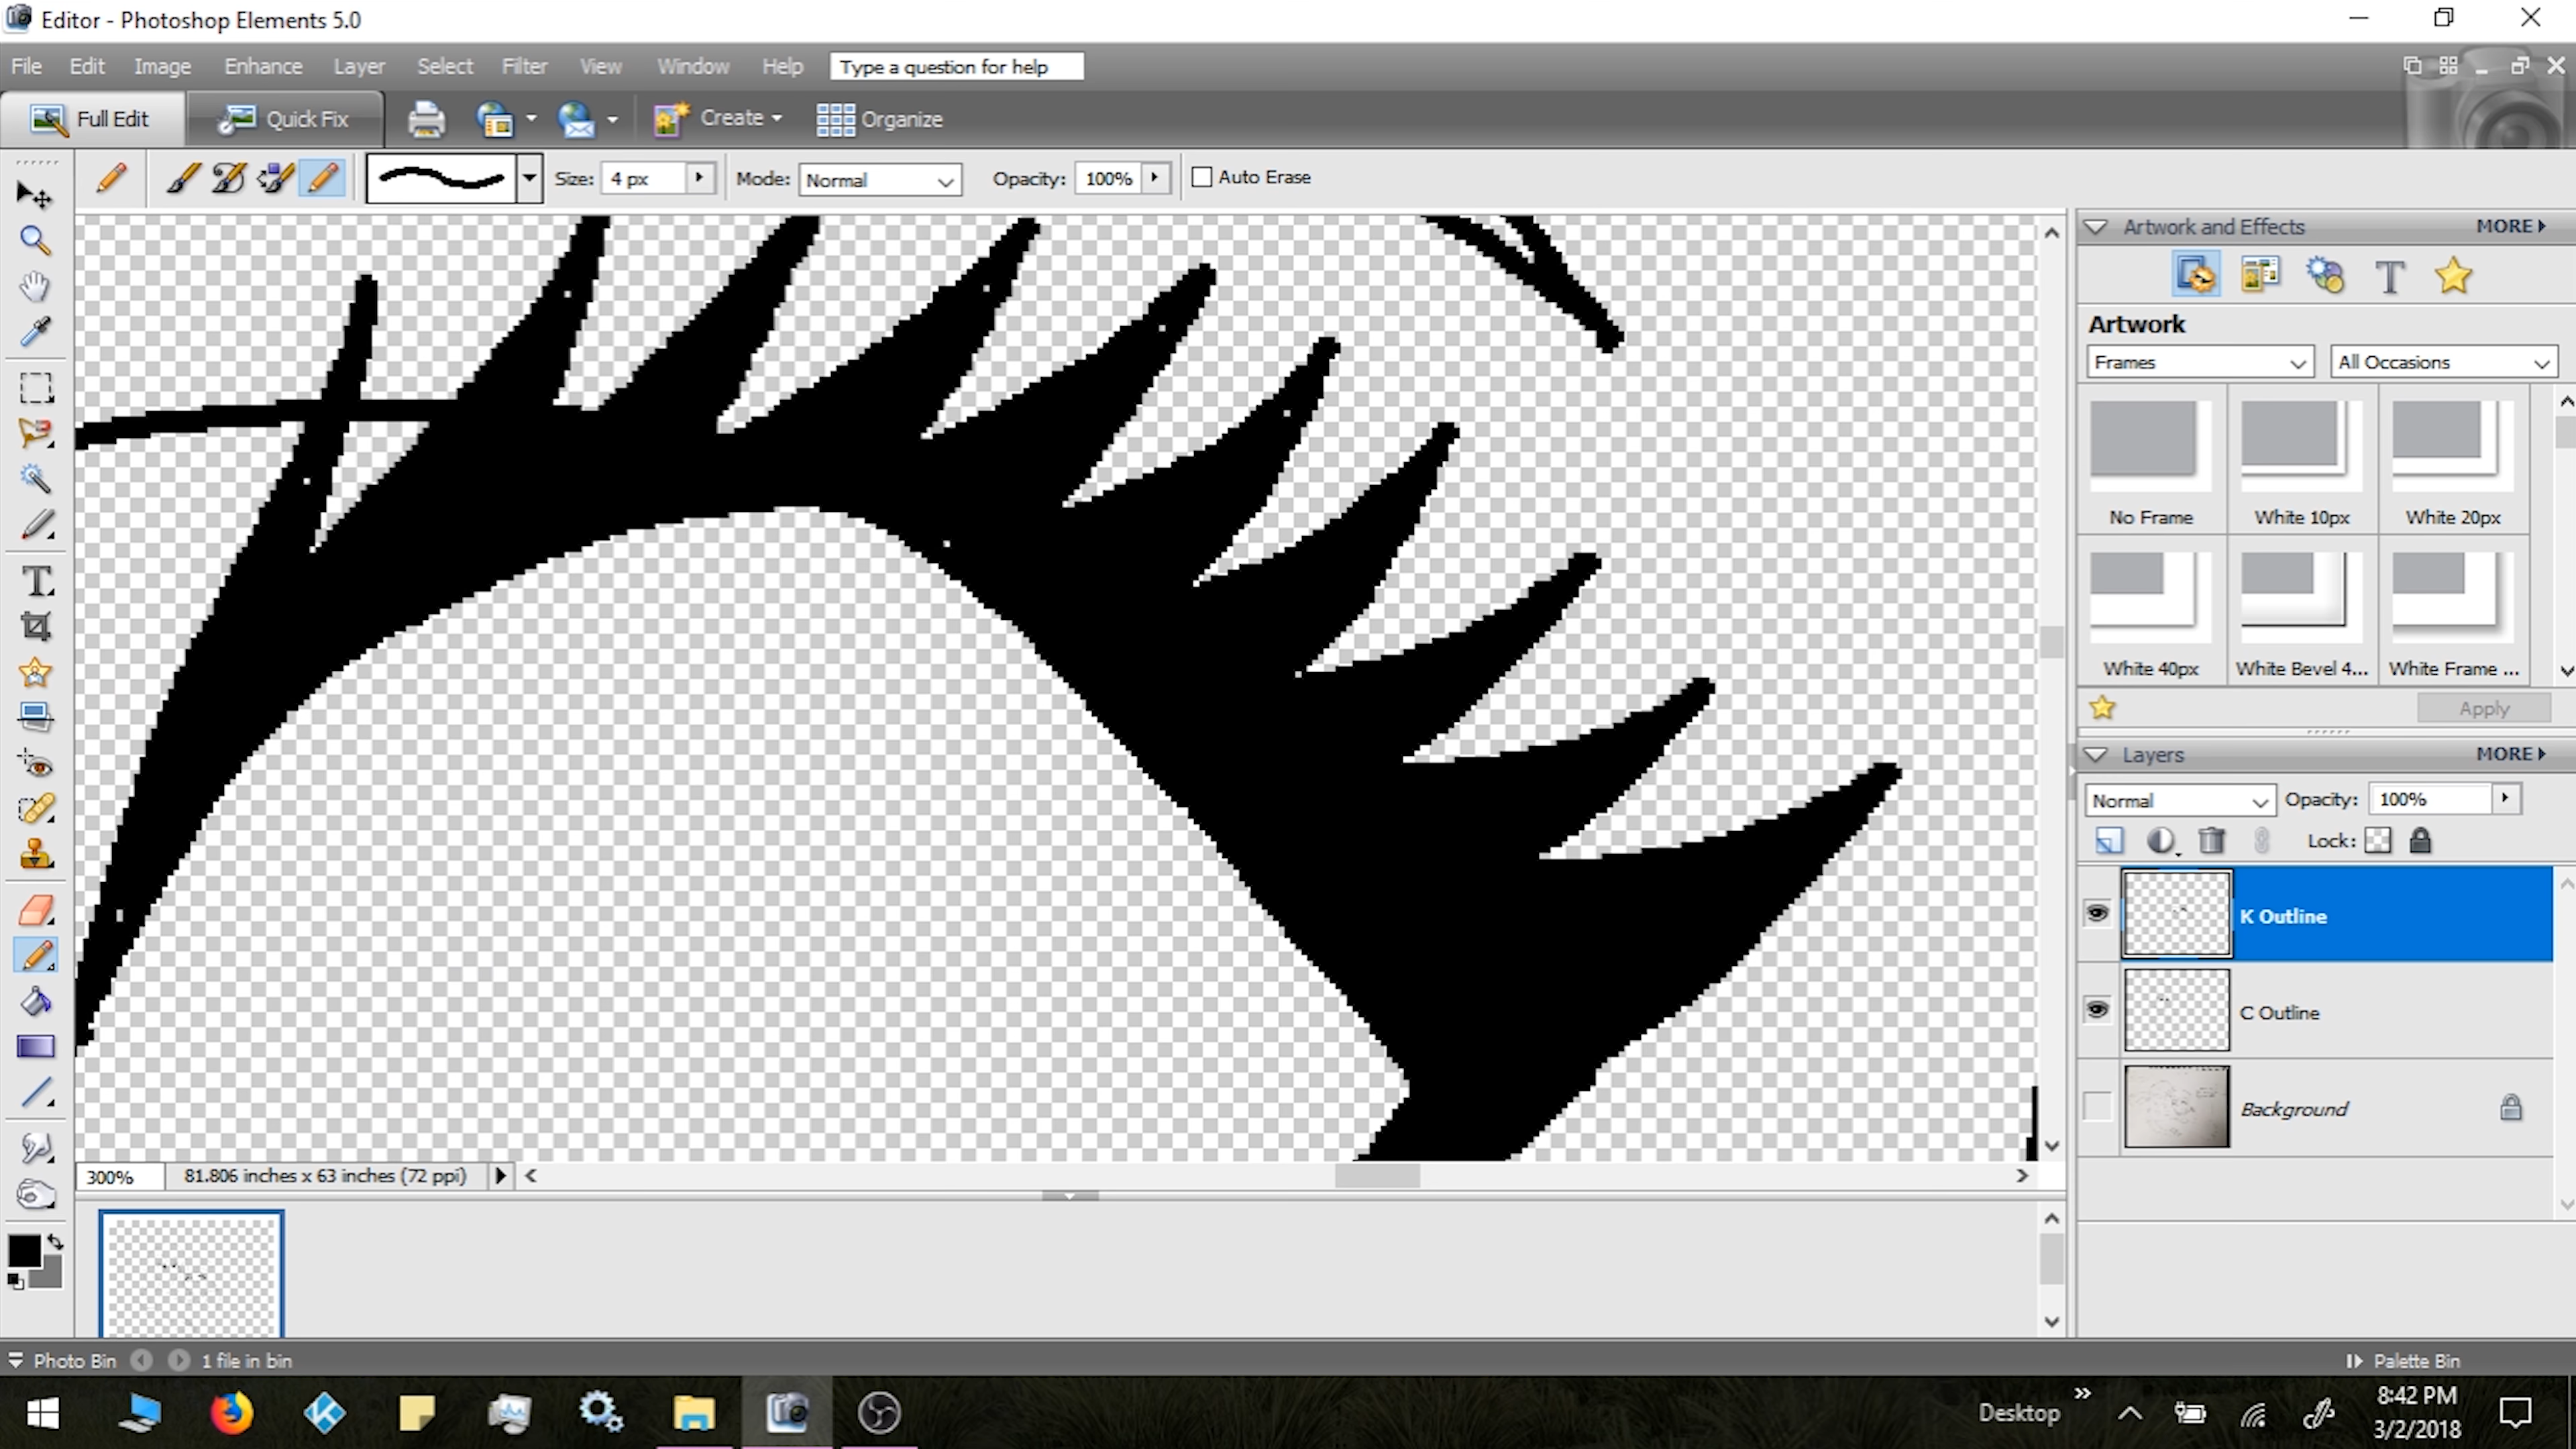 Editor - Photoshop Elements 5.0
File Edit Image Enhance Layer Select Filter View Window Help Type a question for help
Full Edit Quick Fix Create Organize
Size: 4 px Mode: Normal Opacity: 100% Auto Erase
Artwork and Effects MORE
T
Artwork
Frames All Occasions
No Frame White 10px White 20px
White 40px White Bevel 4... White Frame ...
Apply
Layers MORE
Normal Opacity: 100%
Lock:
K Outline
C Outline
Background
T
300% 81.806 inches x 63 inches (72 ppi)
Photo Bin 1 file in bin Palette Bin
Desktop
8:42 PM
3/2/2018